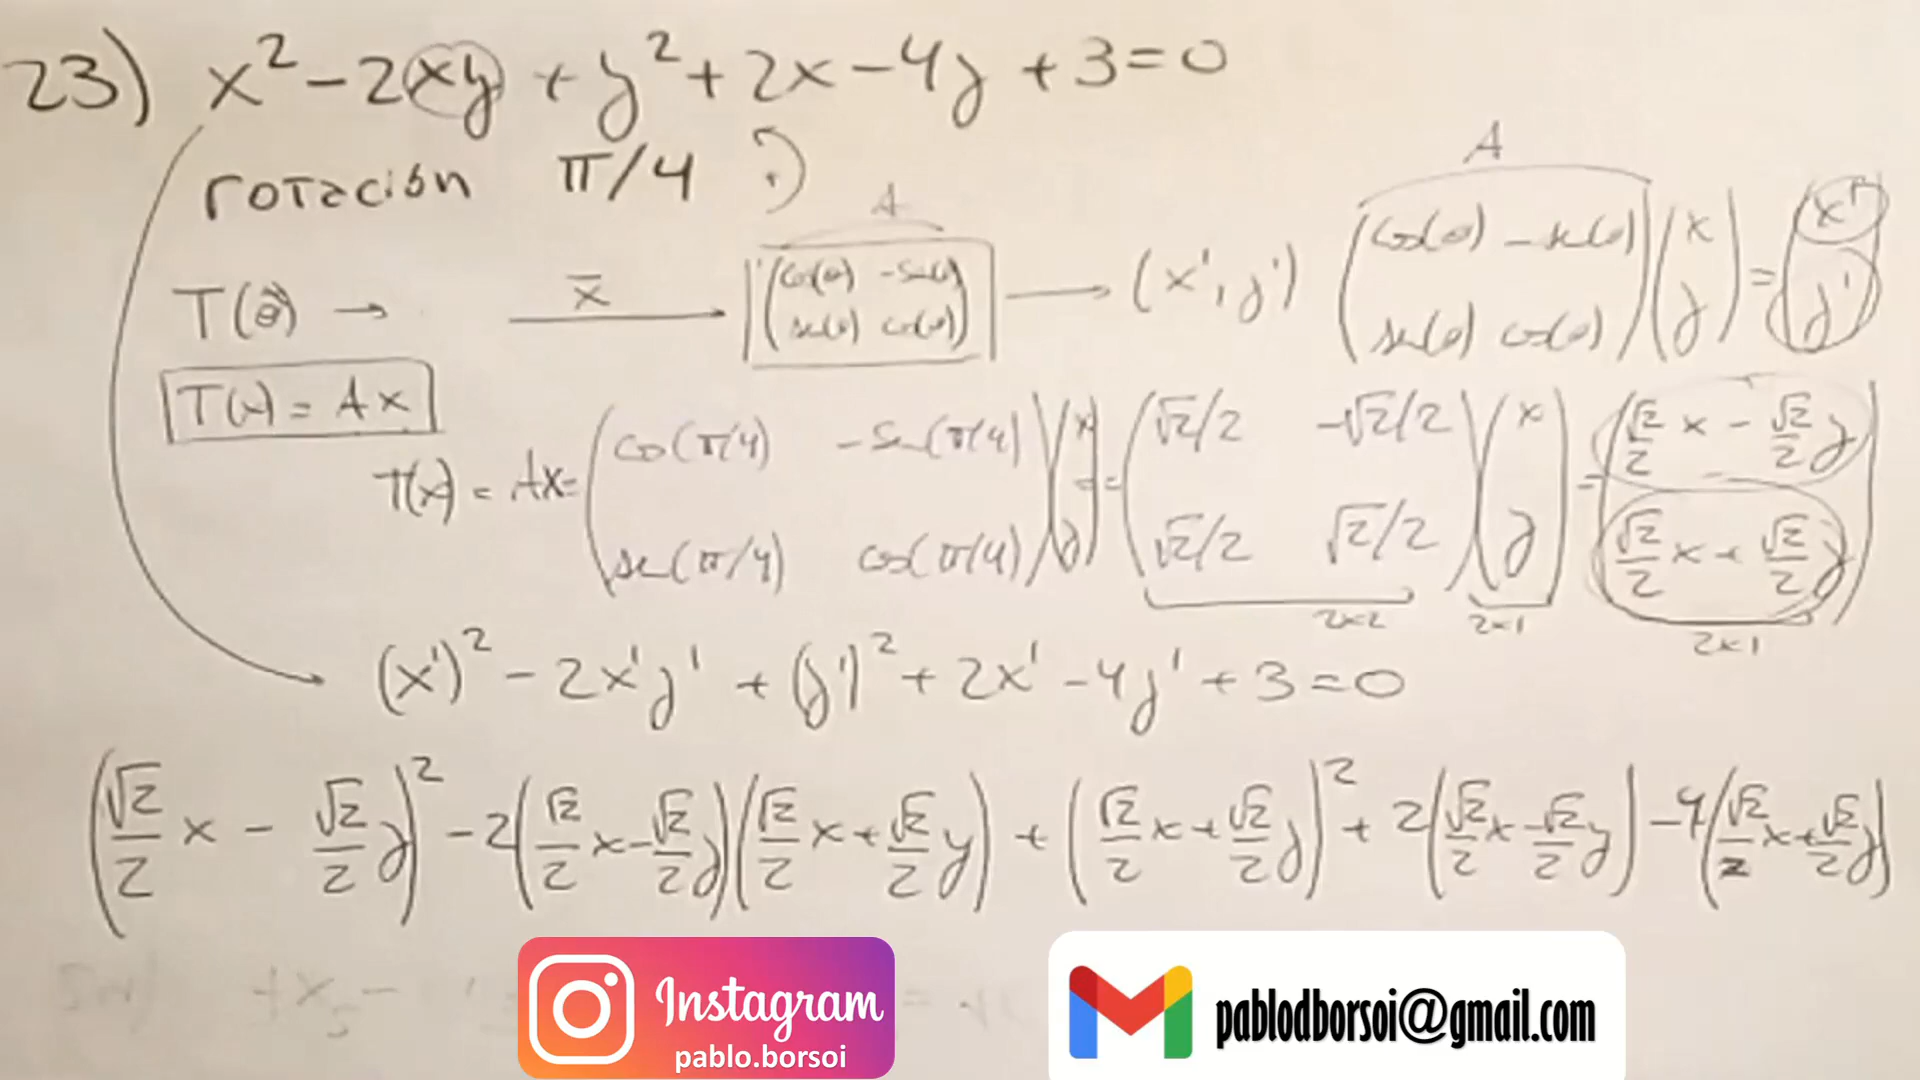 23) x² - 2xy + y² + 2x - 4y + 3 = 0
rotación π/4
A
A
T(θ) → x̄ → (cos(θ) -sen(θ) sen(θ) cos(θ)) → (x', y') (cos(θ) -sen(θ) sen(θ) cos(θ)) (x y) = (x' y')
T(x) = Ax
T(x) = Ax = (cos(π/4) -sen(π/4) sen(π/4) cos(π/4)) (x y) = (√2/2 -√2/2 √2/2 √2/2) (x y) = (√2/2 x - √2/2 y √2/2 x + √2/2 y)
2x2 2x1 2x1
(x')² - 2x'y' + (y')² + 2x' - 4y' + 3 = 0
(√2/2 x - √2/2 y)² - 2(√2/2 x - √2/2 y)(√2/2 x + √2/2 y) + (√2/2 x + √2/2 y)² + 2(√2/2 x - √2/2 y) - 4(√2/2 x + √2/2 y)
Instagram
pablo.borsoi
pablodborsoi@gmail.com